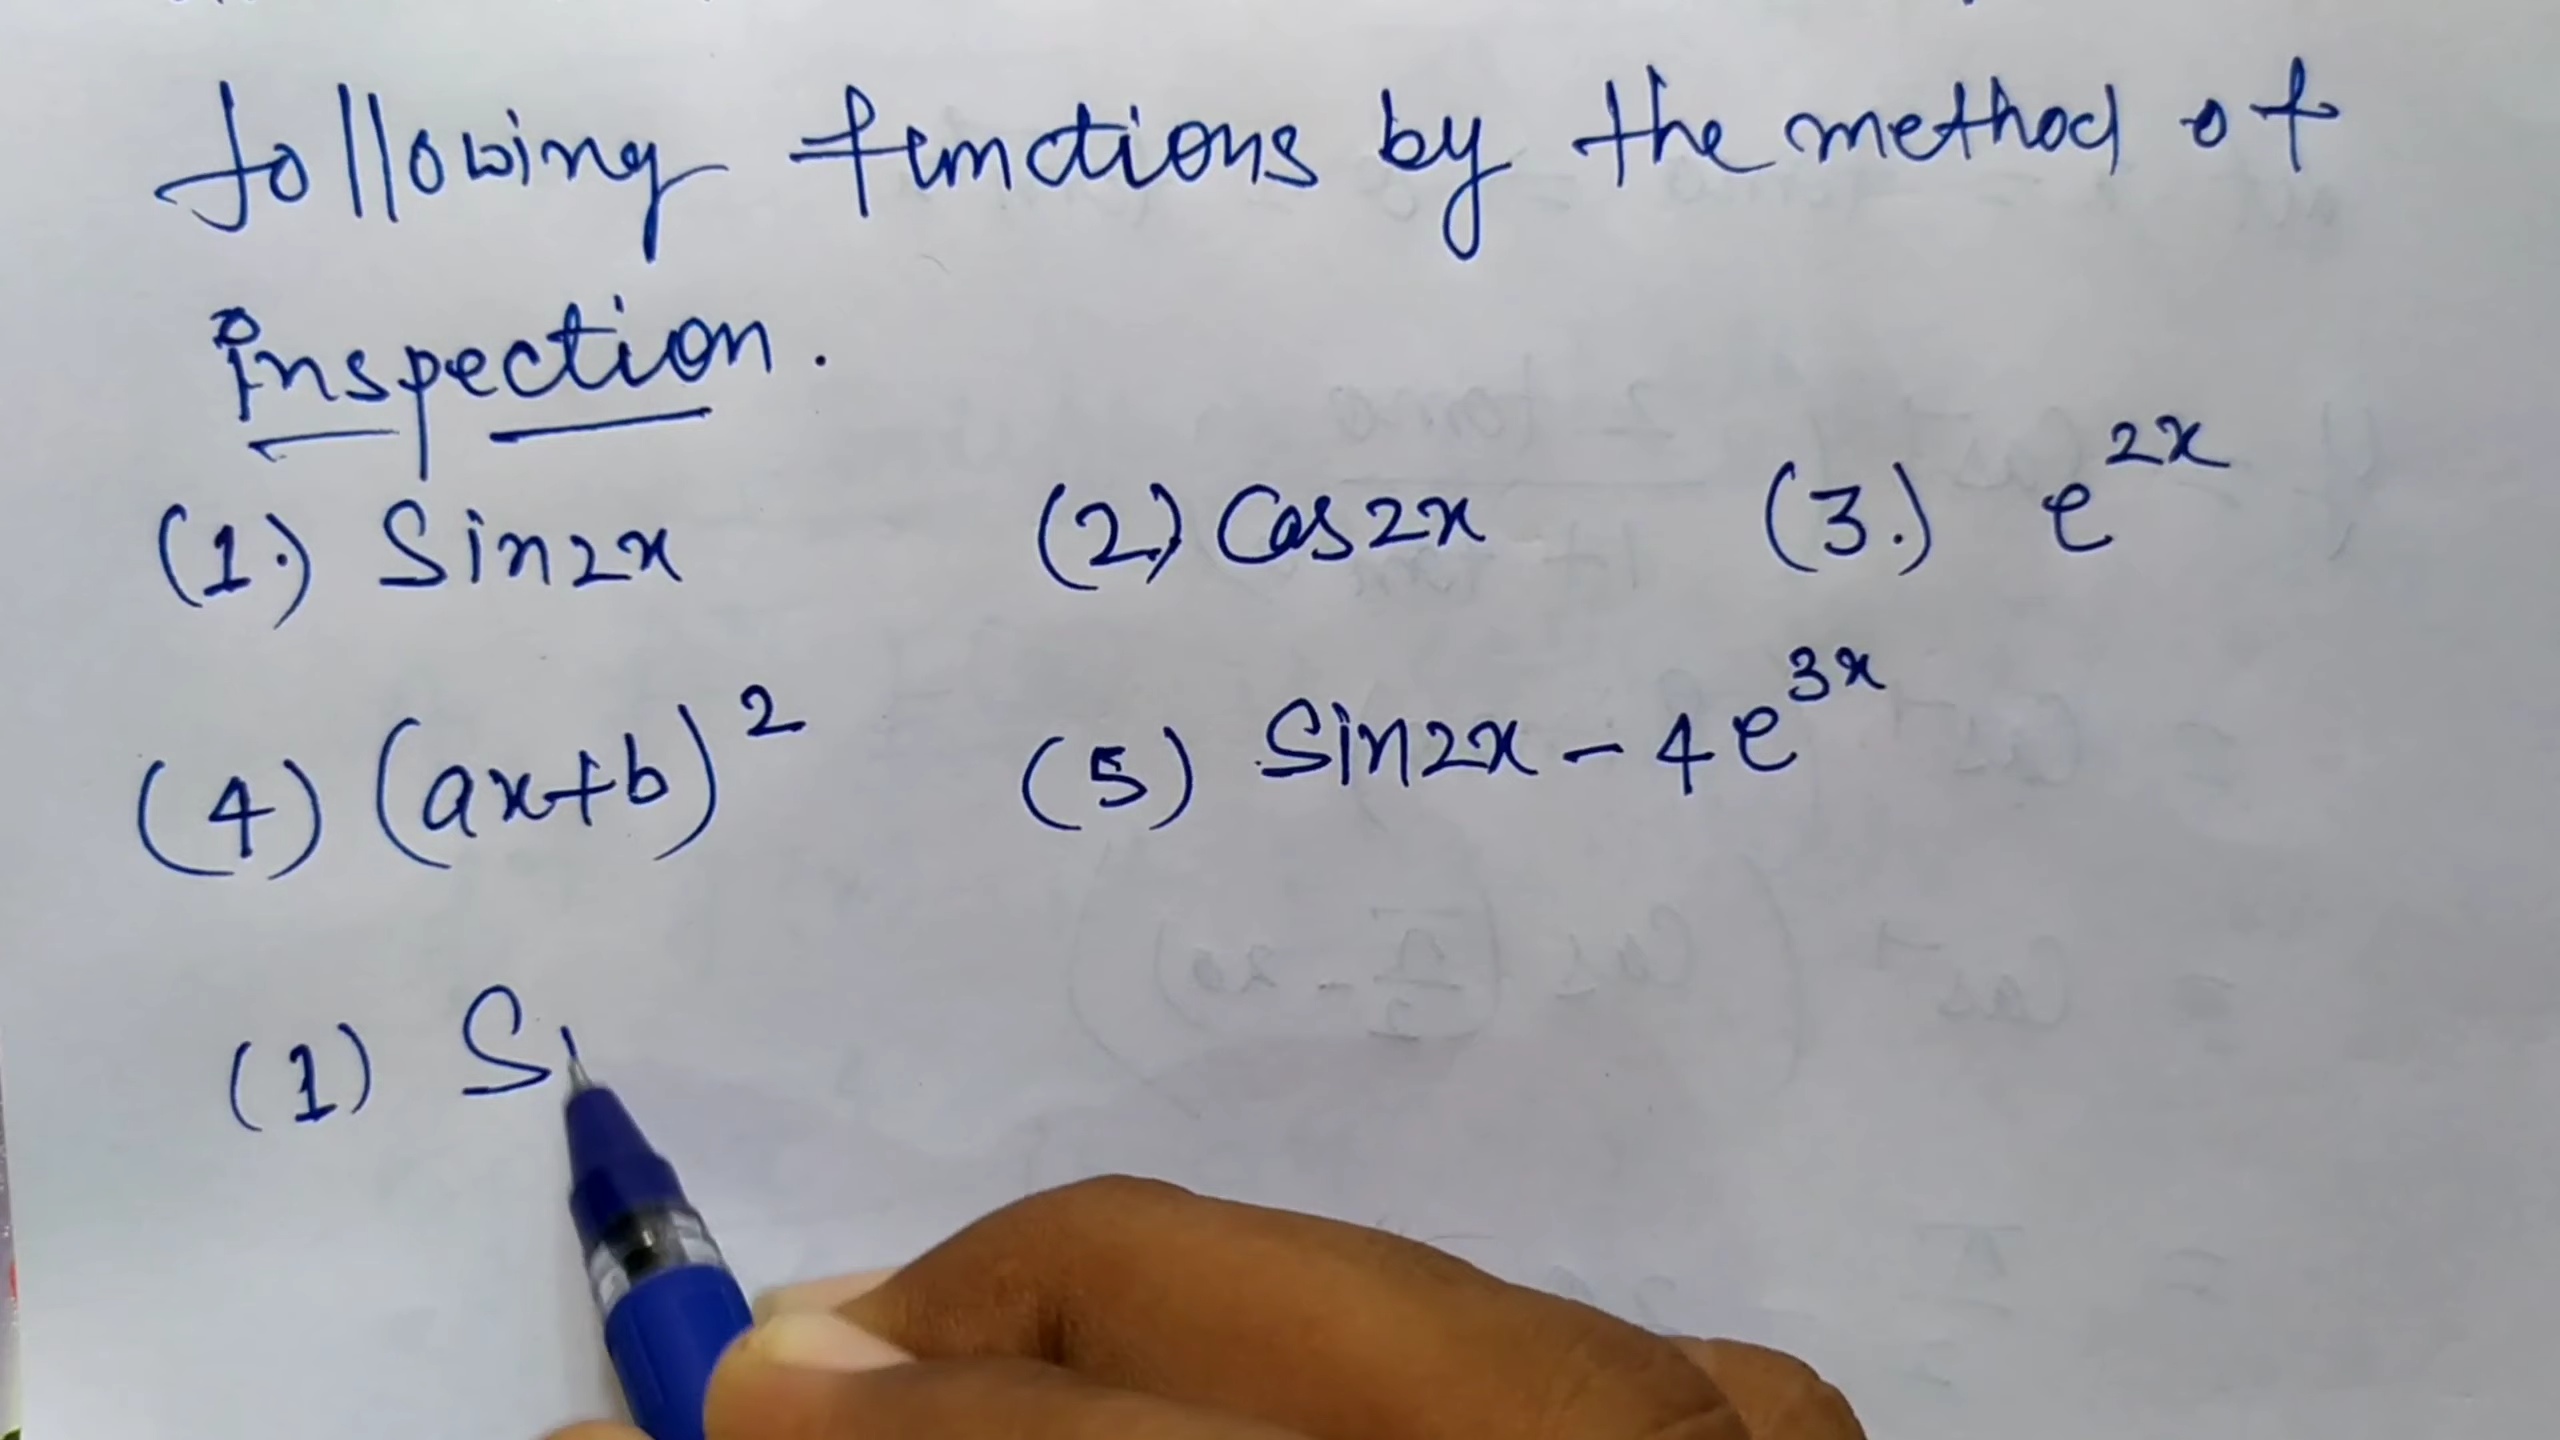 following functions by the method of
inspection.
(1.) Sin2x (2.) Cos2x (3.) e^2x
(4) (ax+b)^2 (5) Sin2x - 4e^3x
(1) Si